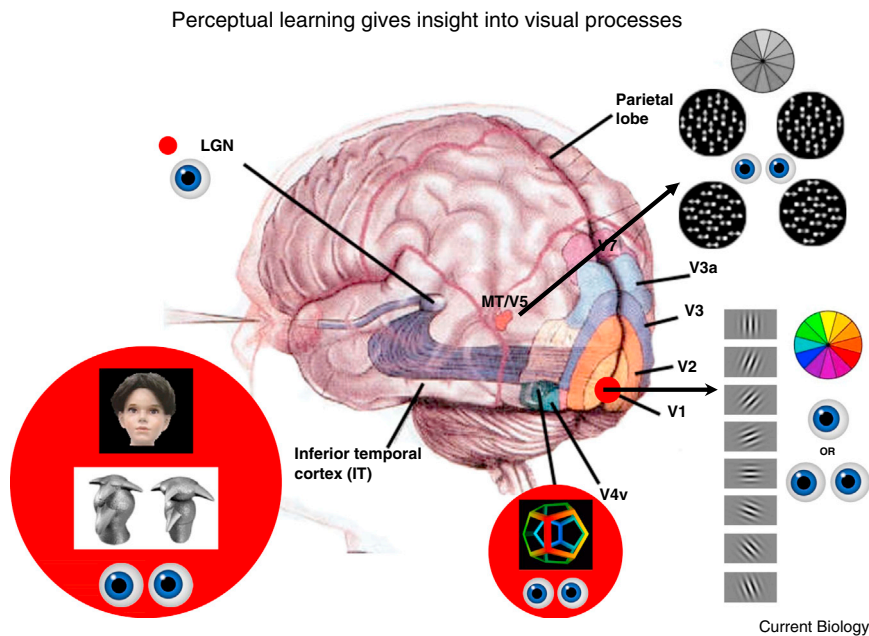 Perceptual learning gives insight into visual processes
Parietal
lobe
LGN
V7
V3a
MT/V5
V3
V2
V1
OR
Inferior temporal
cortex (IT)
V4v
Current Biology